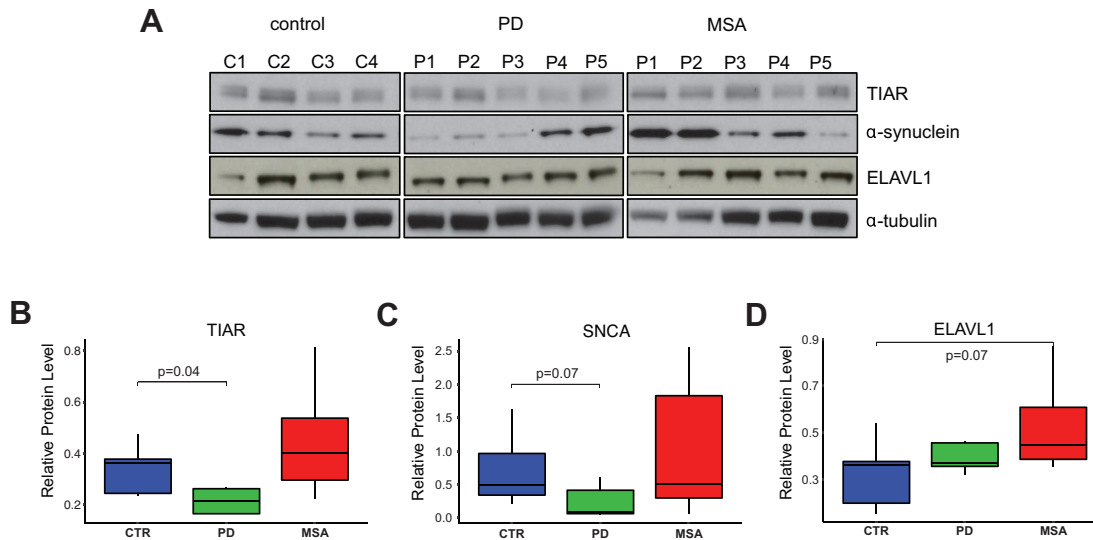 A
control PD MSA
C1 C2 C3 C4 P1 P2 P3 P4 P5 P1 P2 P3 P4 P5
TIAR
α-synuclein
ELAVL1
α-tubulin
B
TIAR
Relative Protein Level
0.8
0.6
0.4
0.2
p=0.04
CTR PD MSA
C
SNCA
Relative Protein Level
2.5
2.0
1.5
1.0
0.5
0.0
p=0.07
CTR PD MSA
D
ELAVL1
Relative Protein Level
0.9
0.7
0.5
0.3
p=0.07
CTR PD MSA